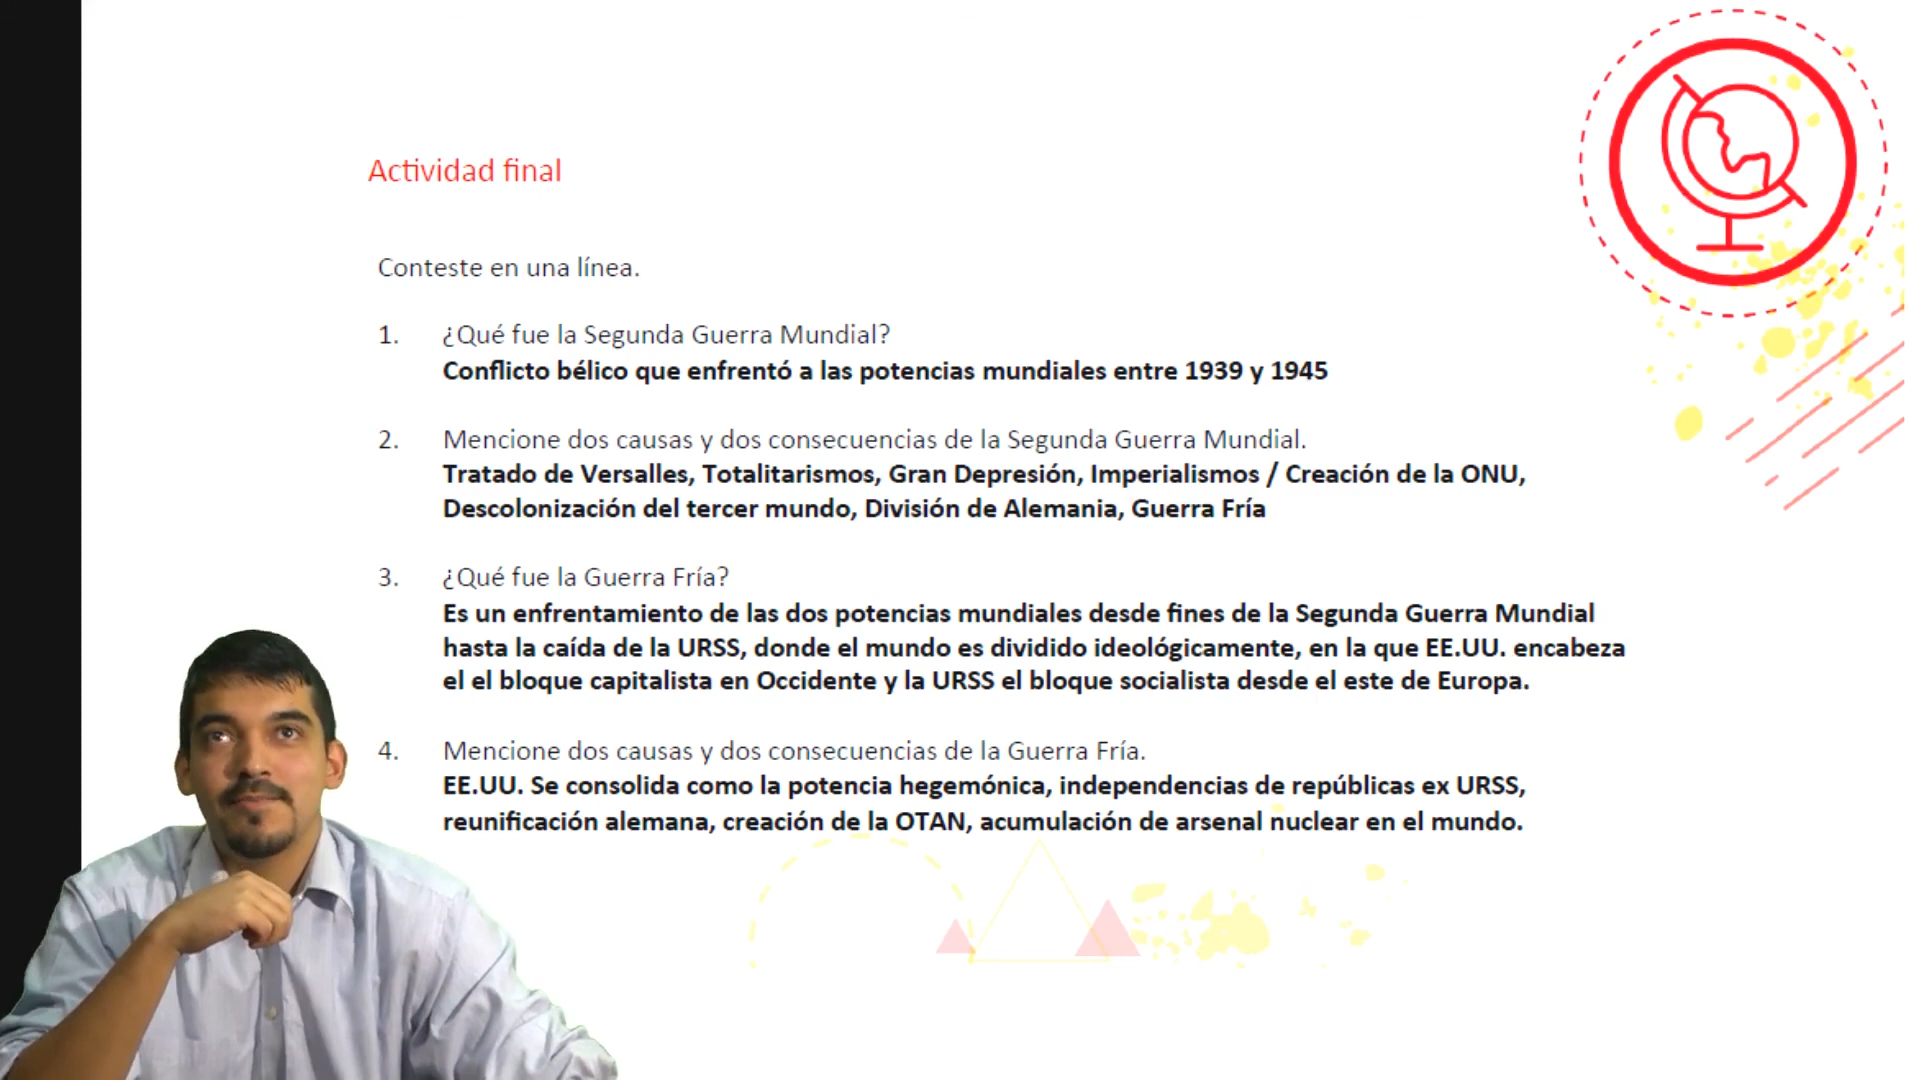 Actividad final
Conteste en una línea.
1. ¿Qué fue la Segunda Guerra Mundial?
Conflicto bélico que enfrentó a las potencias mundiales entre 1939 y 1945
2. Mencione dos causas y dos consecuencias de la Segunda Guerra Mundial.
Tratado de Versalles, Totalitarismos, Gran Depresión, Imperialismos / Creación de la ONU,
Descolonización del tercer mundo, División de Alemania, Guerra Fría
3. ¿Qué fue la Guerra Fría?
Es un enfrentamiento de las dos potencias mundiales desde fines de la Segunda Guerra Mundial
hasta la caída de la URSS, donde el mundo es dividido ideológicamente, en la que EE.UU. encabeza
el el bloque capitalista en Occidente y la URSS el bloque socialista desde el este de Europa.
4. Mencione dos causas y dos consecuencias de la Guerra Fría.
EE.UU. Se consolida como la potencia hegemónica, independencias de repúblicas ex URSS,
reunificación alemana, creación de la OTAN, acumulación de arsenal nuclear en el mundo.